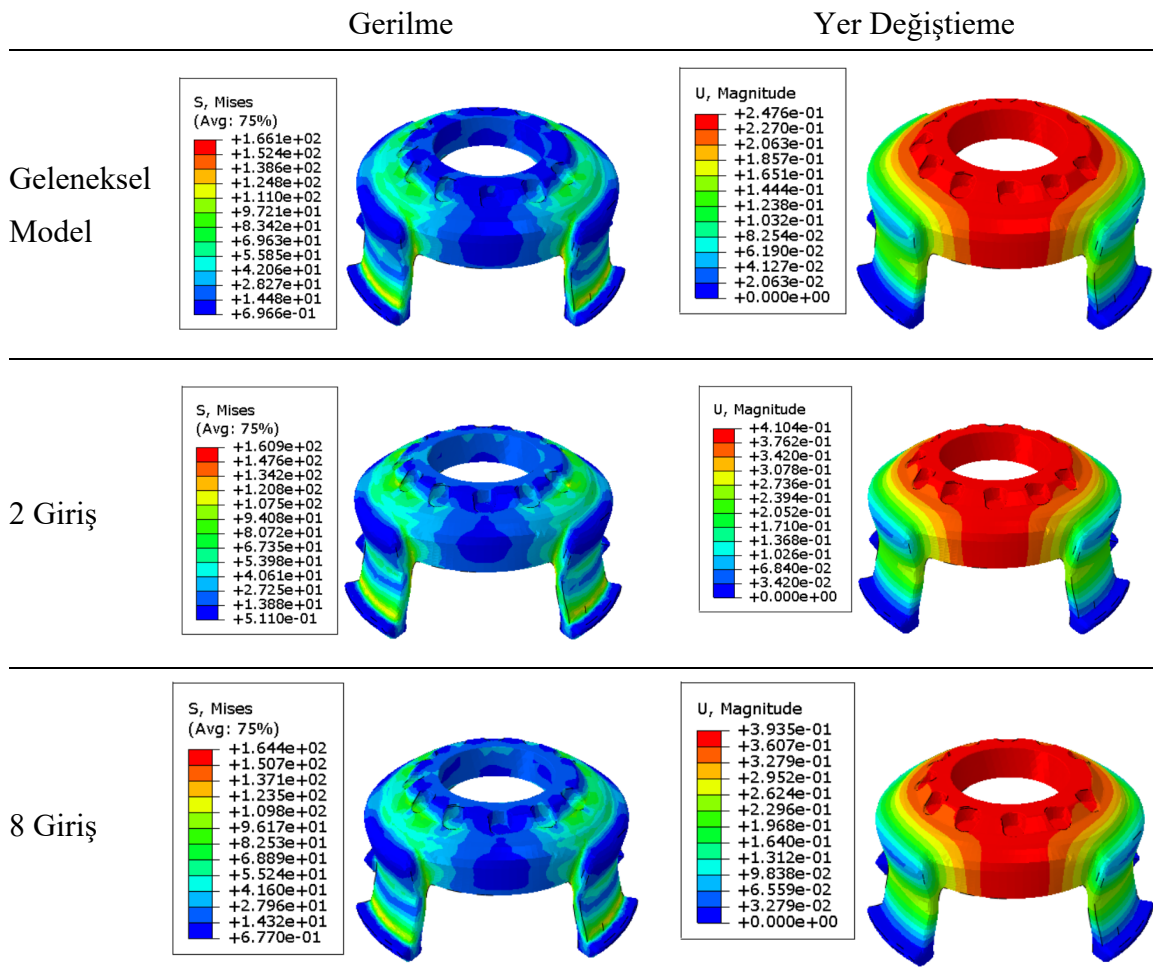 Gerilme
Yer Değiştieme
Geleneksel
Model
S, Mises
(Avg: 75%)
+1.661e+02
+1.524e+02
+1.386e+02
+1.248e+02
+1.110e+02
+9.721e+01
+8.342e+01
+6.963e+01
+5.585e+01
+4.206e+01
+2.827e+01
+1.448e+01
+6.966e-01
U, Magnitude
+2.476e-01
+2.270e-01
+2.063e-01
+1.857e-01
+1.651e-01
+1.444e-01
+1.238e-01
+1.032e-01
+8.254e-02
+6.190e-02
+4.127e-02
+2.063e-02
+0.000e+00
2 Giriş
S, Mises
(Avg: 75%)
+1.609e+02
+1.476e+02
+1.342e+02
+1.208e+02
+1.075e+02
+9.408e+01
+8.072e+01
+6.735e+01
+5.398e+01
+4.061e+01
+2.725e+01
+1.388e+01
+5.110e-01
U, Magnitude
+4.104e-01
+3.762e-01
+3.420e-01
+3.078e-01
+2.736e-01
+2.394e-01
+2.052e-01
+1.710e-01
+1.368e-01
+1.026e-01
+6.840e-02
+3.420e-02
+0.000e+00
8 Giriş
S, Mises
(Avg: 75%)
+1.644e+02
+1.507e+02
+1.371e+02
+1.235e+02
+1.098e+02
+9.617e+01
+8.253e+01
+6.889e+01
+5.524e+01
+4.160e+01
+2.796e+01
+1.432e+01
+6.770e-01
U, Magnitude
+3.935e-01
+3.607e-01
+3.279e-01
+2.952e-01
+2.624e-01
+2.296e-01
+1.968e-01
+1.640e-01
+1.312e-01
+9.838e-02
+6.559e-02
+3.279e-02
+0.000e+00